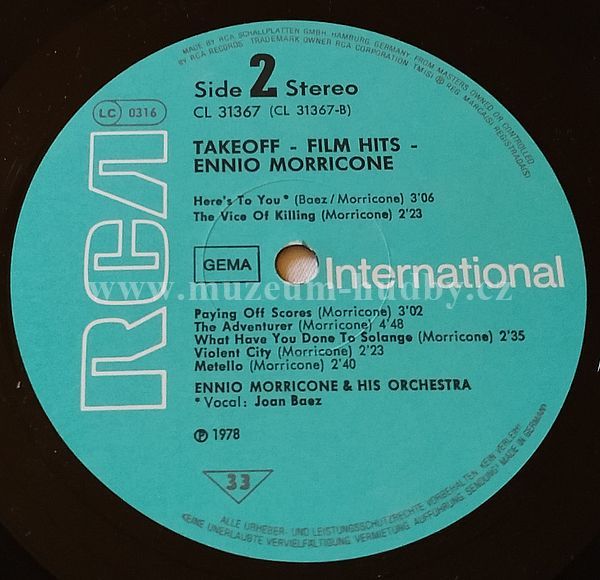 MADE BY RCA SCHALLPLATTEN GMBH, HAMBURG, GERMANY, FROM MASTERS OWNED OR CONTROLLED
BY RCA RECORDS TRADEMARK OWNER RCA CORPORATION TM(S) ® REG. MARCA(S) REGISTRADA(S)
Side 2 Stereo
CL 31367 (CL 31367-B)
LC 0316
TAKEOFF - FILM HITS -
ENNIO MORRICONE
Here's To You* (Baez/Morricone) 3'06
The Vice Of Killing (Morricone) 2'23
GEMA
RCA International
www.muzeum-hudby.cz
Paying Off Scores (Morricone) 3'02
The Adventurer (Morricone) 4'48
What Have You Done To Solange (Morricone) 2'35
Violent City (Morricone) 2'23
Metello (Morricone) 2'40
ENNIO MORRICONE & HIS ORCHESTRA
* Vocal: Joan Baez
℗ 1978
33
ALLE URHEBER- UND LEISTUNGSSCHUTZRECHTE VORBEHALTEN. KEIN VERLEIH!
KEINE UNERLAUBTE VERVIELFÄLTIGUNG, VERMIETUNG, AUFFÜHRUNG, SENDUNG! MADE IN GERMANY